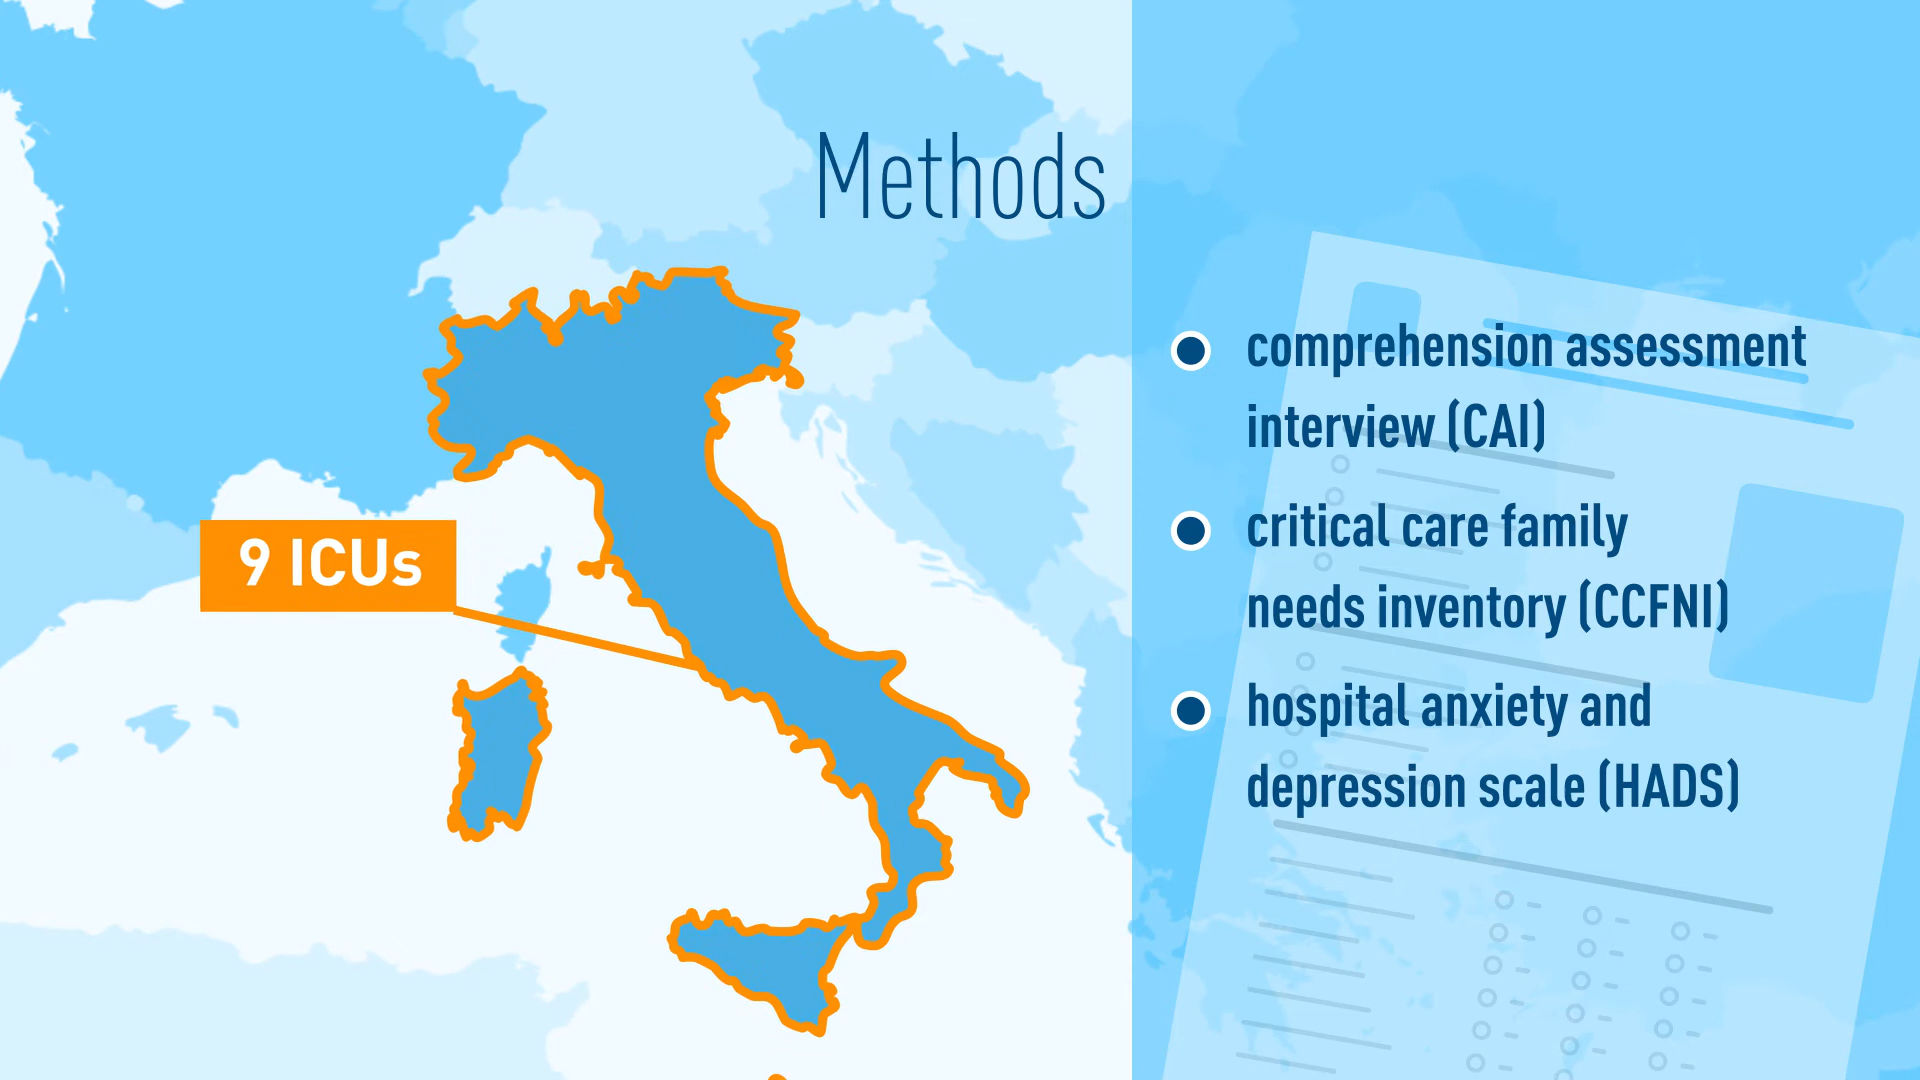 Methods
9 ICUs
comprehension assessment
interview (CAI)
critical care family
needs inventory (CCFNI)
hospital anxiety and
depression scale (HADS)